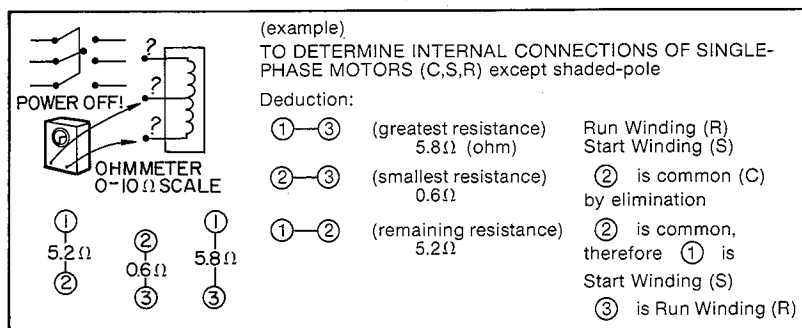 (example)
TO DETERMINE INTERNAL CONNECTIONS OF SINGLE-
PHASE MOTORS (C,S,R) except shaded-pole
?
?
?
POWER OFF!
OHMMETER
0-10 Ω SCALE
Deduction:
①—③ (greatest resistance) Run Winding (R)
5.8Ω (ohm) Start Winding (S)
②—③ (smallest resistance) ② is common (C)
0.6Ω by elimination
①—② (remaining resistance) ② is common,
5.2Ω therefore ① is
Start Winding (S)
③ is Run Winding (R)
①
5.2Ω
②
②
0.6Ω
③
①
5.8Ω
③